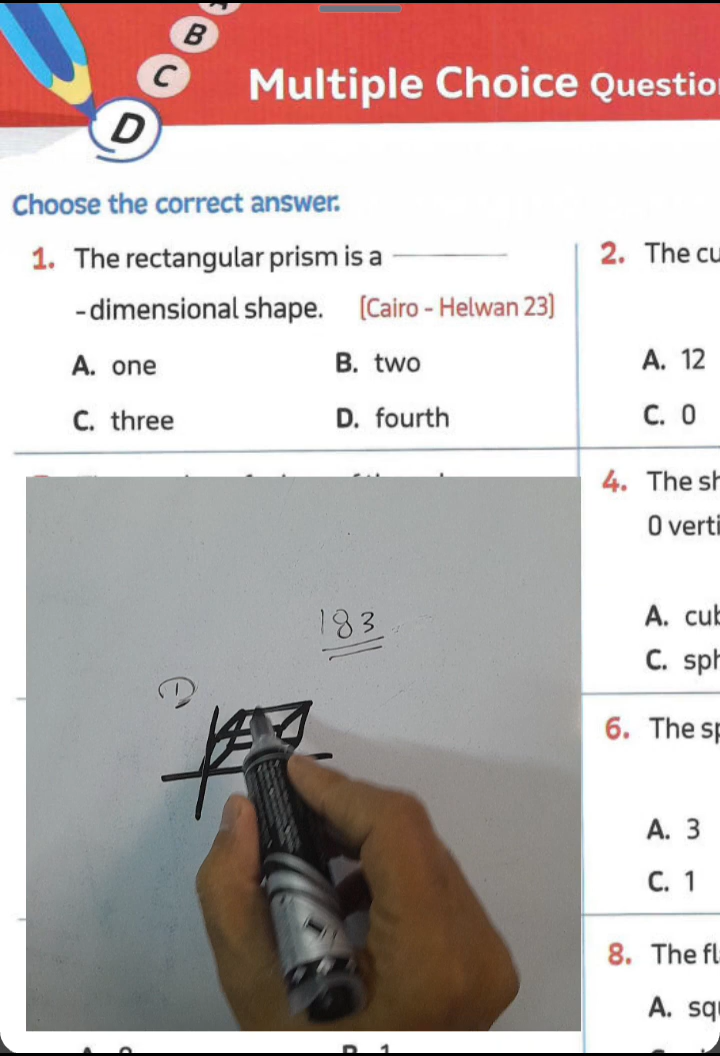 B
C
D
Multiple Choice Questio
Choose the correct answer.
1. The rectangular prism is a
-dimensional shape. [Cairo - Helwan 23]
A. one
B. two
C. three
D. fourth
2. The cu
A. 12
C. 0
4. The sh
0 verti
A. cub
C. sph
6. The sp
A. 3
C. 1
8. The fl
A. squ
183
1